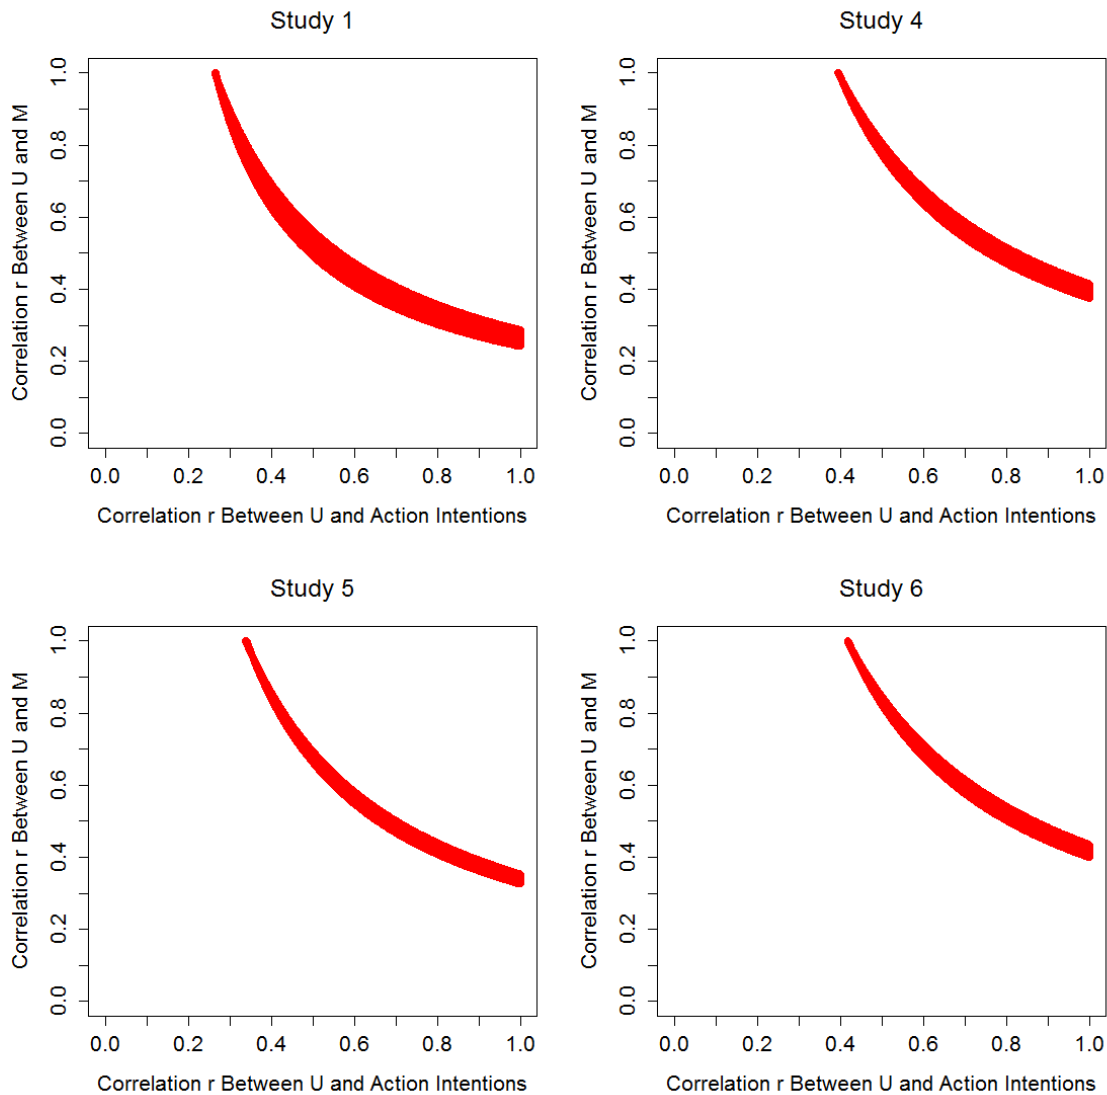 Study 1
Correlation r Between U and M
1.0
0.8
0.6
0.4
0.2
0.0
0.0 0.2 0.4 0.6 0.8 1.0
Correlation r Between U and Action Intentions
Study 4
Correlation r Between U and M
1.0
0.8
0.6
0.4
0.2
0.0
0.0 0.2 0.4 0.6 0.8 1.0
Correlation r Between U and Action Intentions
Study 5
Correlation r Between U and M
1.0
0.8
0.6
0.4
0.2
0.0
0.0 0.2 0.4 0.6 0.8 1.0
Correlation r Between U and Action Intentions
Study 6
Correlation r Between U and M
1.0
0.8
0.6
0.4
0.2
0.0
0.0 0.2 0.4 0.6 0.8 1.0
Correlation r Between U and Action Intentions